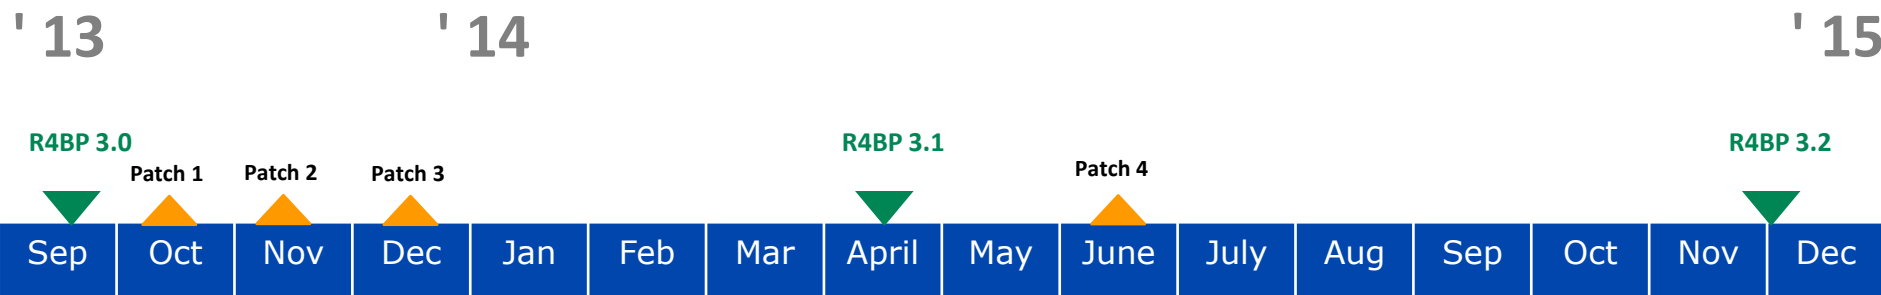 ' 13 ' 14 ' 15
R4BP 3.0 R4BP 3.1 R4BP 3.2
Patch 1 Patch 2 Patch 3 Patch 4
Sep Oct Nov Dec Jan Feb Mar April May June July Aug Sep Oct Nov Dec